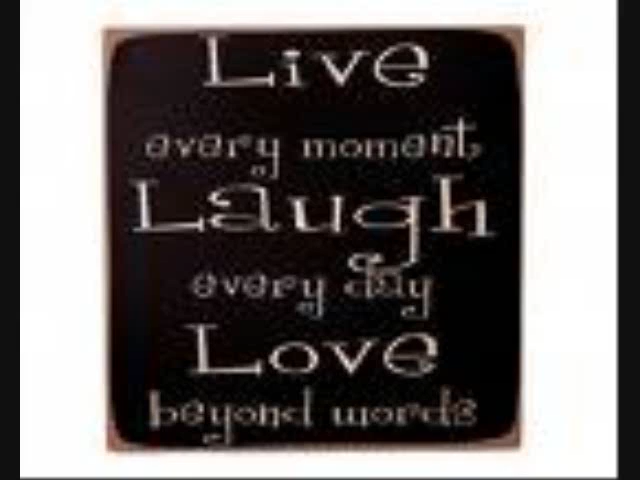 Live
every moment,
Laugh
every day
Love
beyond words